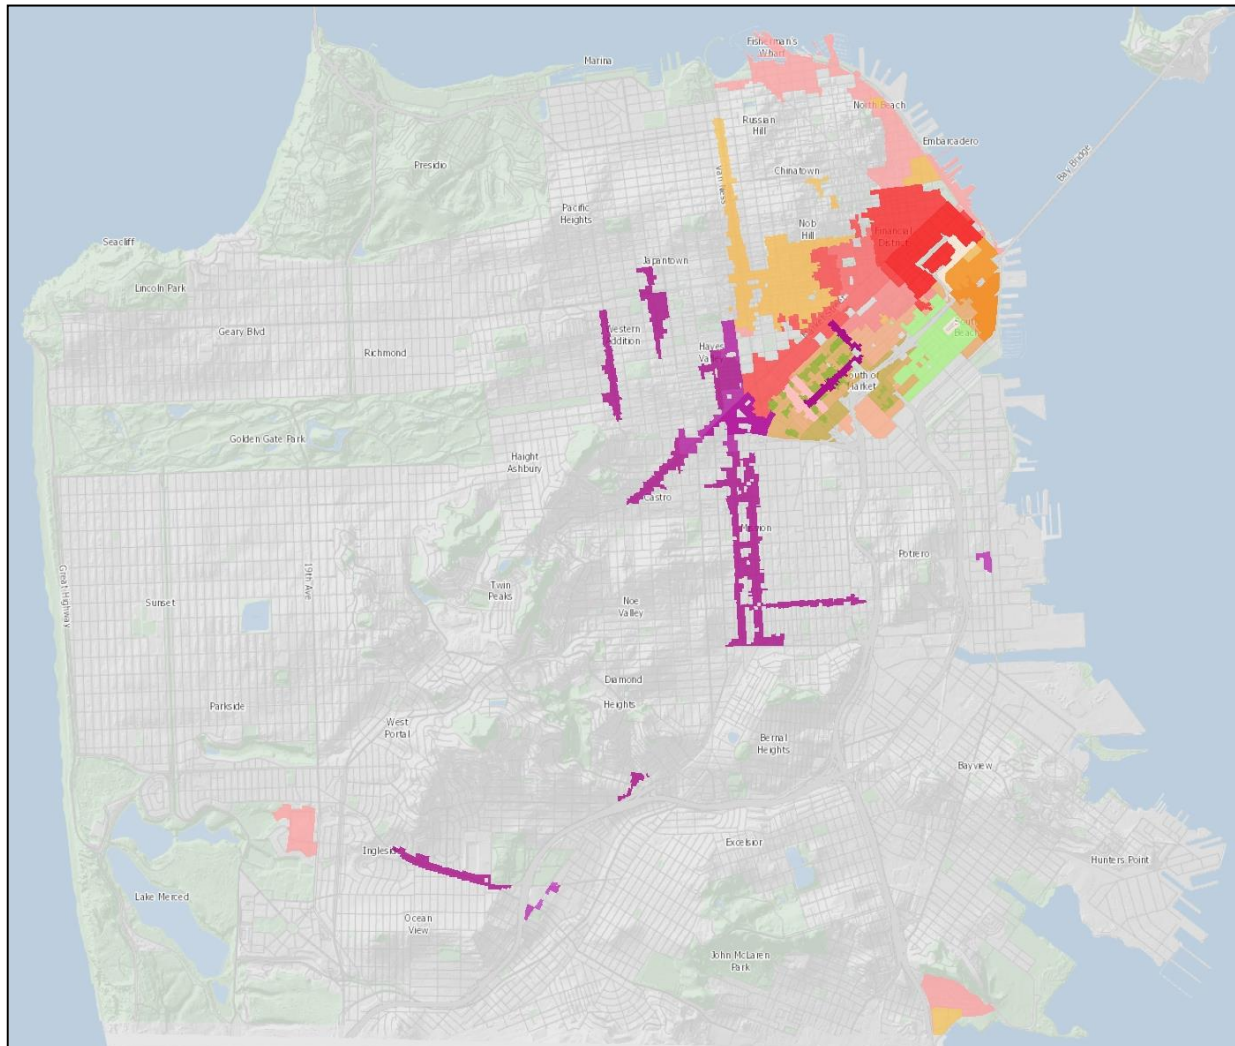 Fisherman's
Wharf
Marina
North Beach
Russian
Hill
Embarcadero
Bay Bridge
Presidio
Chinatown
Van Ness
Pacific
Heights
Nob
Hill
Financial
District
Seacliff
Japantown
Lincoln Park
Geary Blvd
Western
Addition
Beach
Richmond
Hayes
Valley
South of
Market
Golden Gate Park
Haight
Ashbury
Castro
Mission
Potrero
Great Highway
19th Ave
Sunset
Twin
Peaks
Noe
Valley
Diamond
Heights
Parkside
West
Portal
Bernal
Heights
Bayview
Excelsior
Ingleside
Hunters Point
Lake Merced
Ocean
View
John McLaren
Park